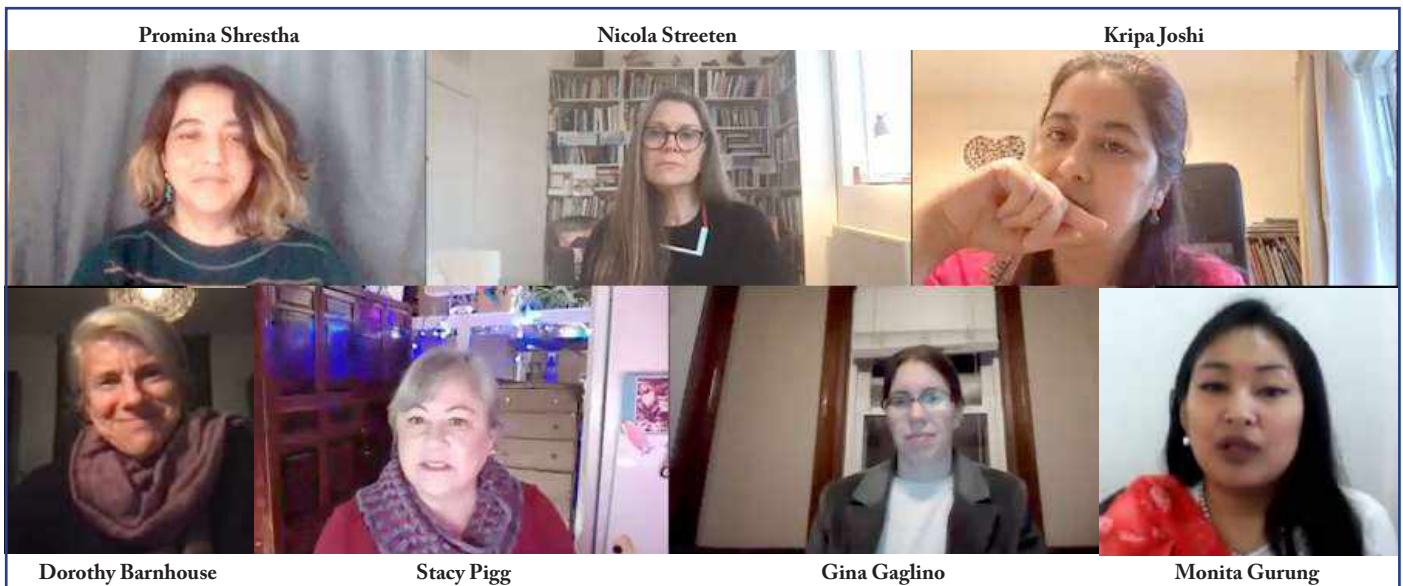 Promina Shrestha
Nicola Streeten
Kripa Joshi
Dorothy Barnhouse
Stacy Pigg
Gina Gaglino
Monita Gurung